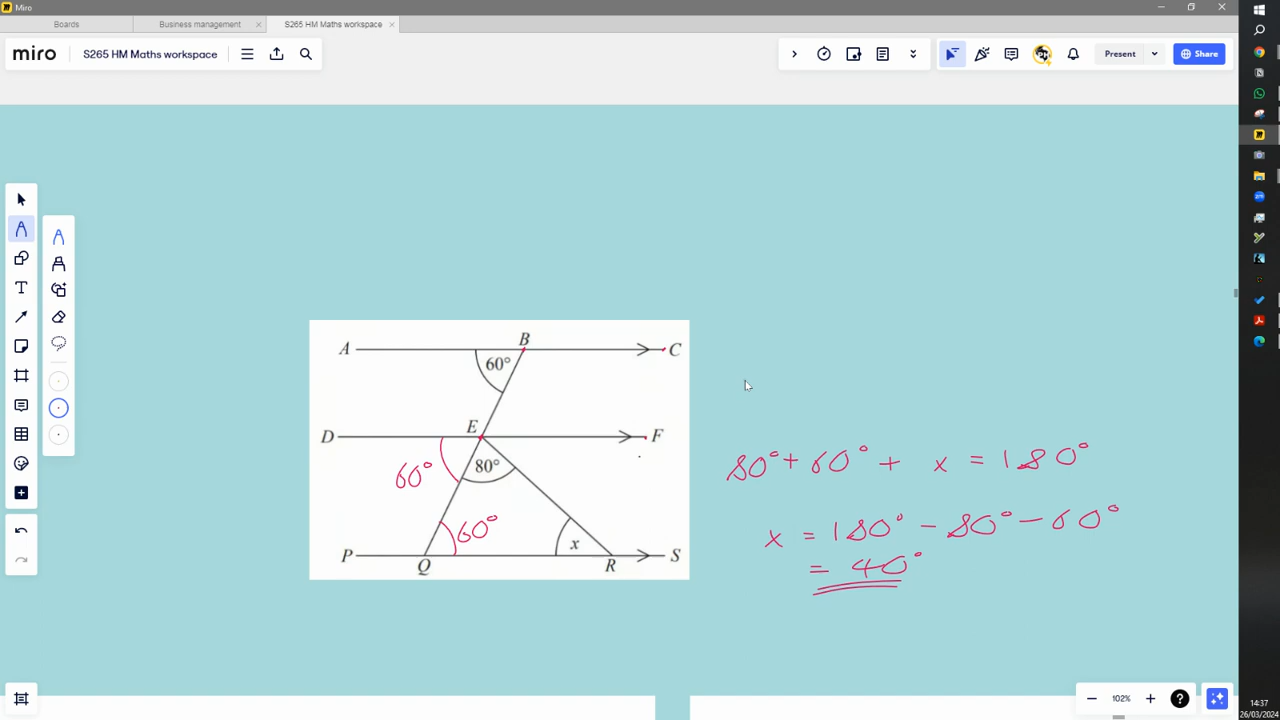 Miro
Boards
Business management
S265 HM Maths workspace
miro
S265 HM Maths workspace
Present
Share
A
B
C
60°
D
E
F
60°
80°
60°
x
P
Q
R
S
80° + 60° + x = 180°
x = 180° - 80° - 60°
= 40°
102%
14:37
26/03/2024